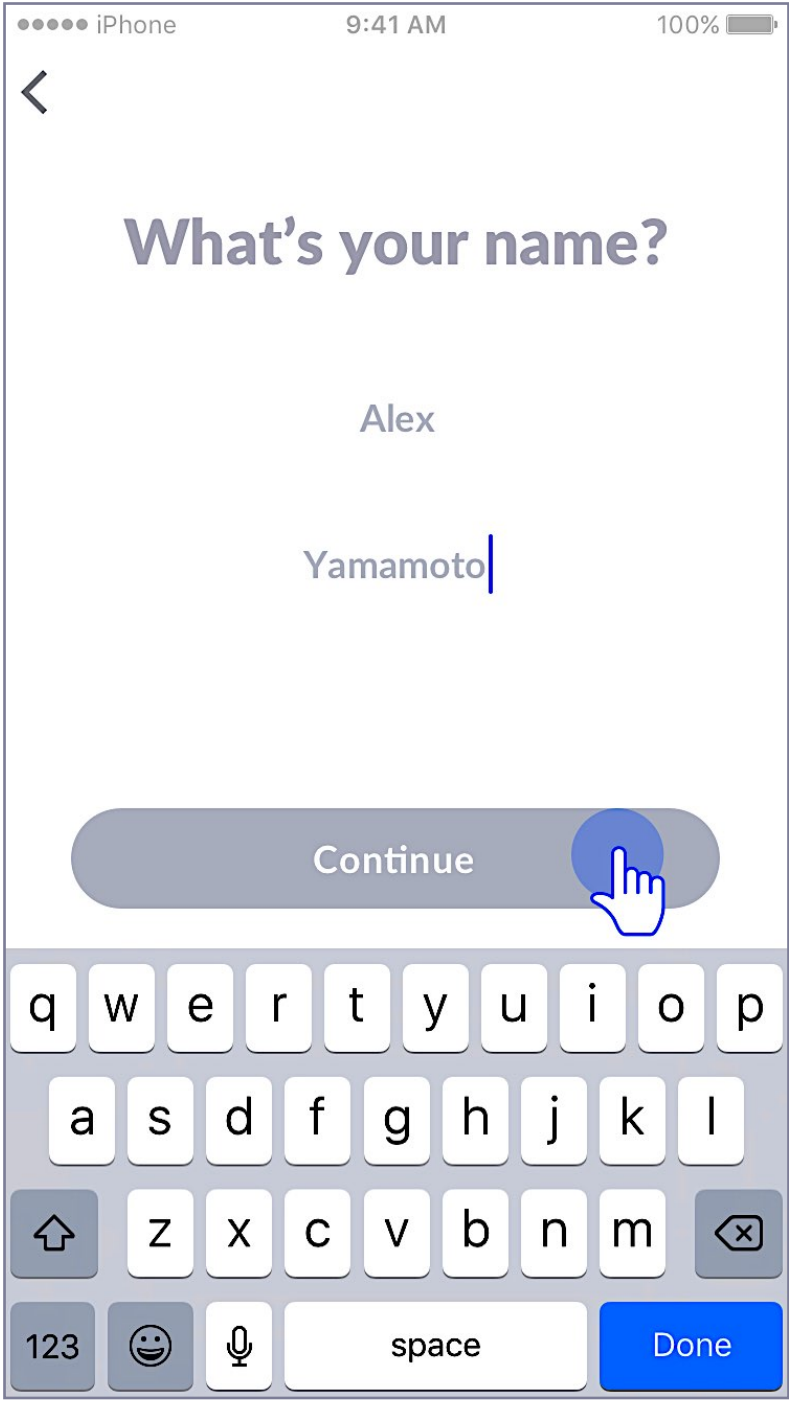 iPhone 9:41 AM 100%
What’s your name?
Alex
Yamamoto
Continue
q w e r t y u i o p
a s d f g h j k l
z x c v b n m
123 space Done